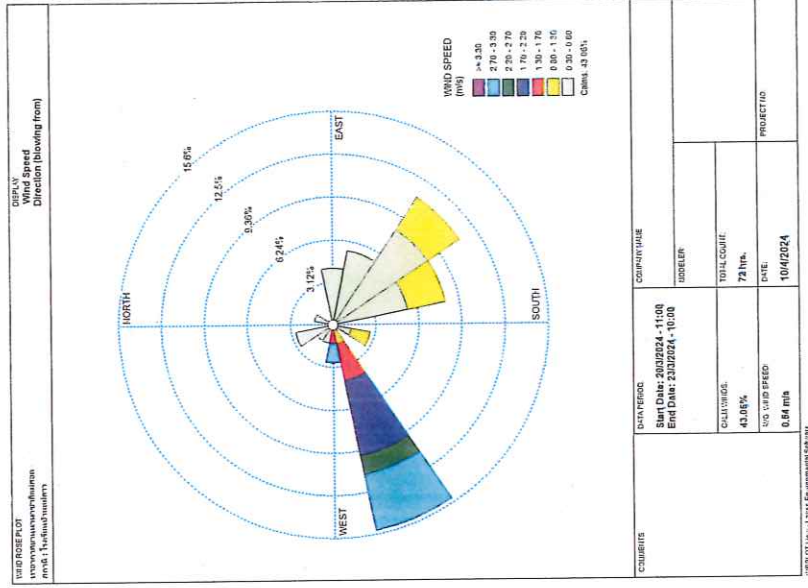 WIND ROSE PLOT
DISPLAY
Wind Speed
Direction (blowing from)
NORTH
15.6%
12.5%
9.36%
6.24%
3.12%
WEST
EAST
SOUTH
WIND SPEED
(m/s)
>= 3.30
2.70 - 3.30
2.20 - 2.70
1.70 - 2.20
1.30 - 1.70
0.80 - 1.30
0.30 - 0.80
Calms: 43.06%
COMMENTS
DATA PERIOD:
Start Date: 20/3/2024 - 11:00
End Date: 23/3/2024 - 10:00
COMPANY NAME
MODELER:
CALM WINDS:
43.06%
TOTAL COUNT:
72 hrs.
AVG. WIND SPEED:
0.84 m/s
DATE:
10/4/2024
PROJECT NO